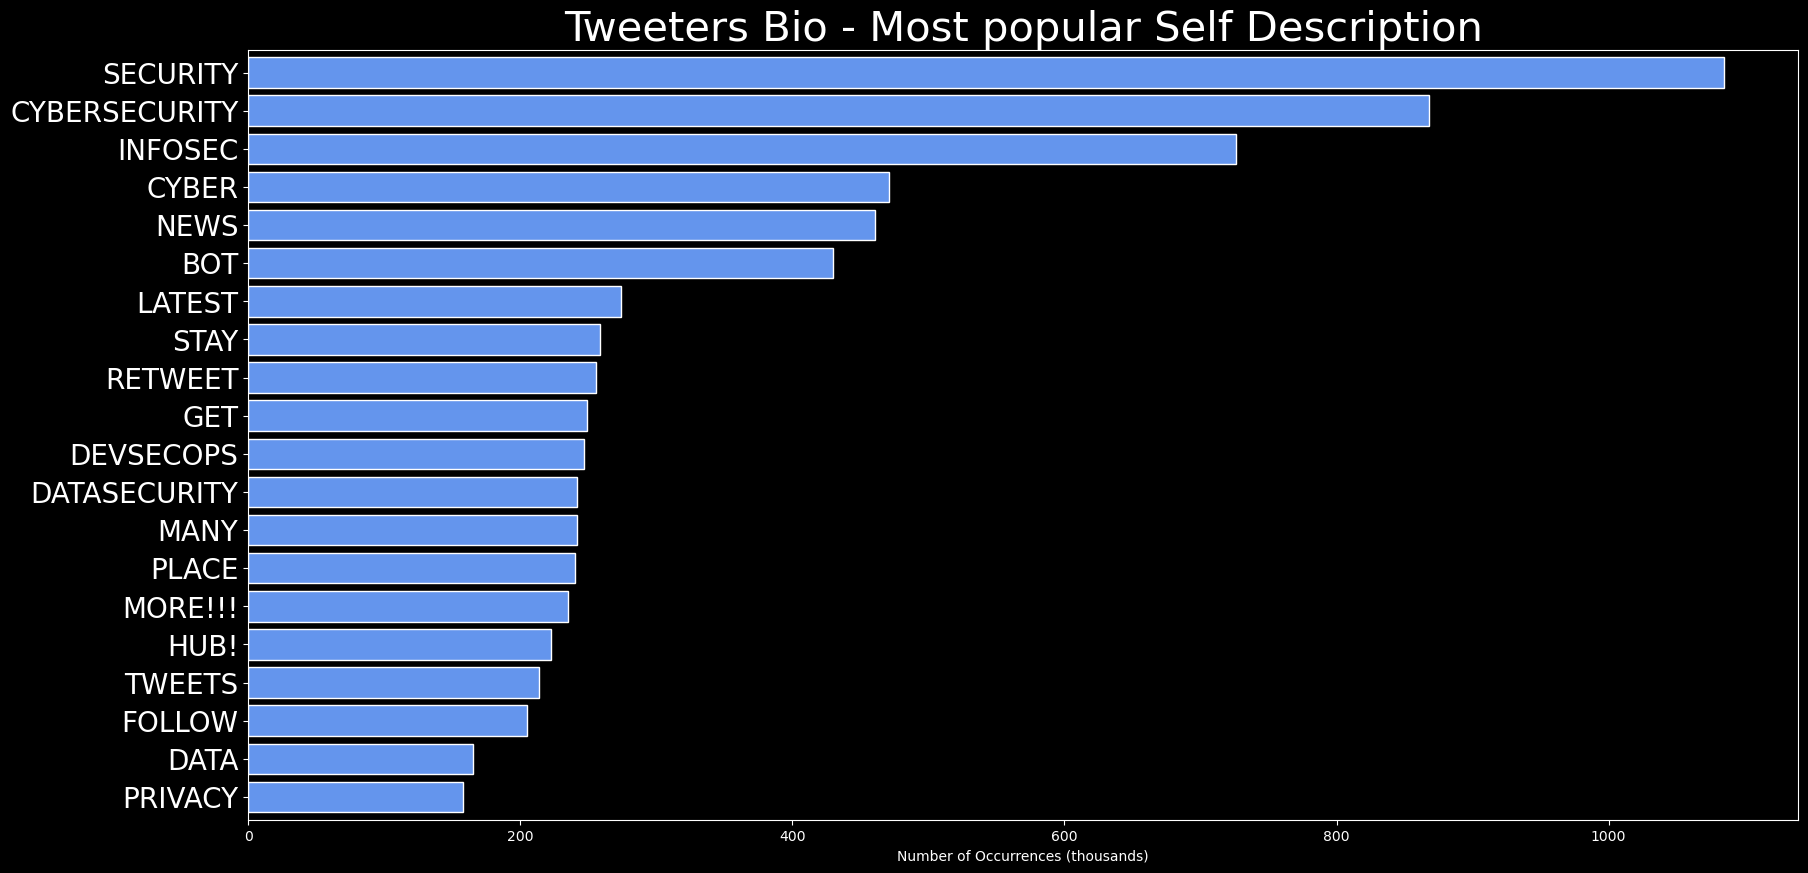 Tweeters Bio - Most popular Self Description
SECURITY
CYBERSECURITY
INFOSEC
CYBER
NEWS
BOT
LATEST
STAY
RETWEET
GET
DEVSECOPS
DATASECURITY
MANY
PLACE
MORE!!!
HUB!
TWEETS
FOLLOW
DATA
PRIVACY
0 200 400 600 800 1000
Number of Occurrences (thousands)